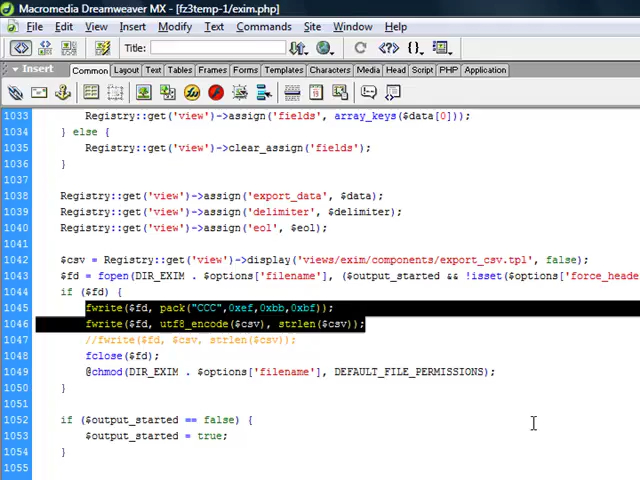 Macromedia Dreamweaver MX - [fz3temp-1/exim.php]
File Edit View Insert Modify Text Commands Site Window Help
Title:
Insert Common Layout Text Tables Frames Forms Templates Characters Media Head Script PHP Application
1033 Registry::get('view')->assign('fields', array_keys($data[0]));
1034 } else {
1035 Registry::get('view')->clear_assign('fields');
1036 }
1037
1038 Registry::get('view')->assign('export_data', $data);
1039 Registry::get('view')->assign('delimiter', $delimiter);
1040 Registry::get('view')->assign('eol', $eol);
1041
1042 $csv = Registry::get('view')->display('views/exim/components/export_csv.tpl', false);
1043 $fd = fopen(DIR_EXIM . $options['filename'], ($output_started && !isset($options['force_heade
1044 if ($fd) {
1045 fwrite($fd, pack("CCC",0xef,0xbb,0xbf));
1046 fwrite($fd, utf8_encode($csv), strlen($csv));
1047 //fwrite($fd, $csv, strlen($csv));
1048 fclose($fd);
1049 @chmod(DIR_EXIM . $options['filename'], DEFAULT_FILE_PERMISSIONS);
1050 }
1051
1052 if ($output_started == false) {
1053 $output_started = true;
1054 }
1055